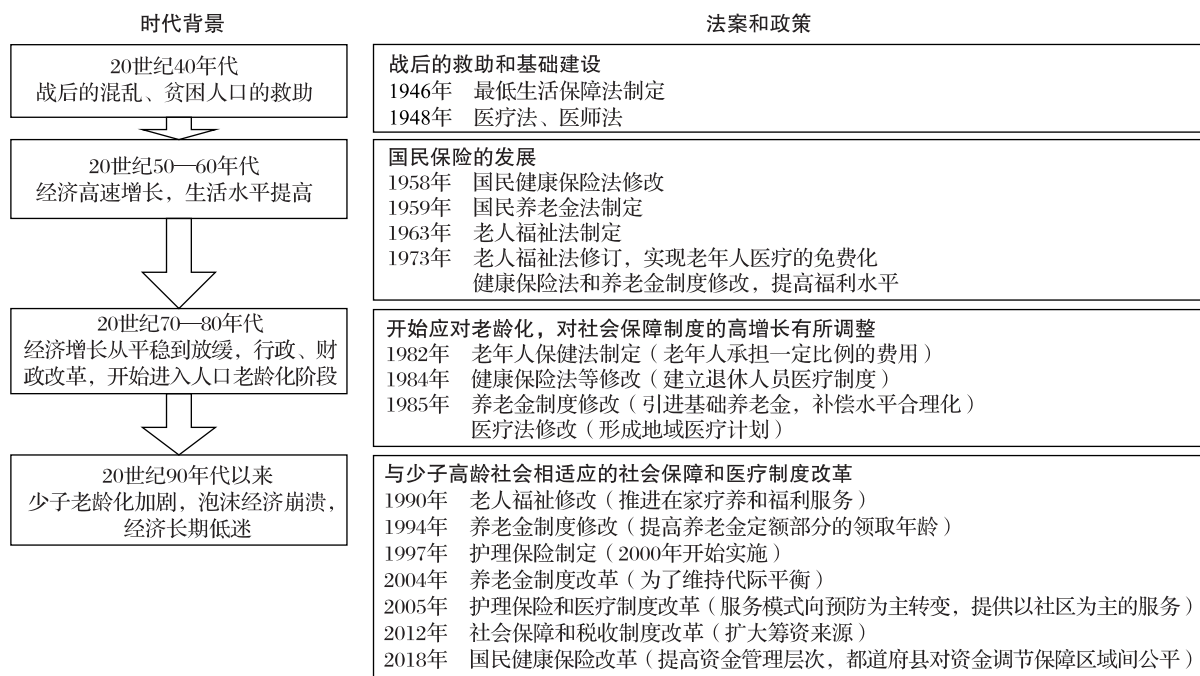 时代背景
法案和政策
20世纪40年代
战后的混乱、贫困人口的救助
战后的救助和基础建设
1946年 最低生活保障法制定
1948年 医疗法、医师法
20世纪50—60年代
经济高速增长，生活水平提高
国民保险的发展
1958年 国民健康保险法修改
1959年 国民养老金法制定
1963年 老人福祉法制定
1973年 老人福祉法修订，实现老年人医疗的免费化
健康保险法和养老金制度修改，提高福利水平
20世纪70—80年代
经济增长从平稳到放缓，行政、财
政改革，开始进入人口老龄化阶段
开始应对老龄化，对社会保障制度的高增长有所调整
1982年 老年人保健法制定（老年人承担一定比例的费用）
1984年 健康保险法等修改（建立退休人员医疗制度）
1985年 养老金制度修改（引进基础养老金，补偿水平合理化）
医疗法修改（形成地域医疗计划）
20世纪90年代以来
少子老龄化加剧，泡沫经济崩溃，
经济长期低迷
与少子高龄社会相适应的社会保障和医疗制度改革
1990年 老人福祉修改（推进在家疗养和福利服务）
1994年 养老金制度修改（提高养老金定额部分的领取年龄）
1997年 护理保险制定（2000年开始实施）
2004年 养老金制度改革（为了维持代际平衡）
2005年 护理保险和医疗制度改革（服务模式向预防为主转变，提供以社区为主的服务）
2012年 社会保障和税收制度改革（扩大筹资来源）
2018年 国民健康保险改革（提高资金管理层次，都道府县对资金调节保障区域间公平）